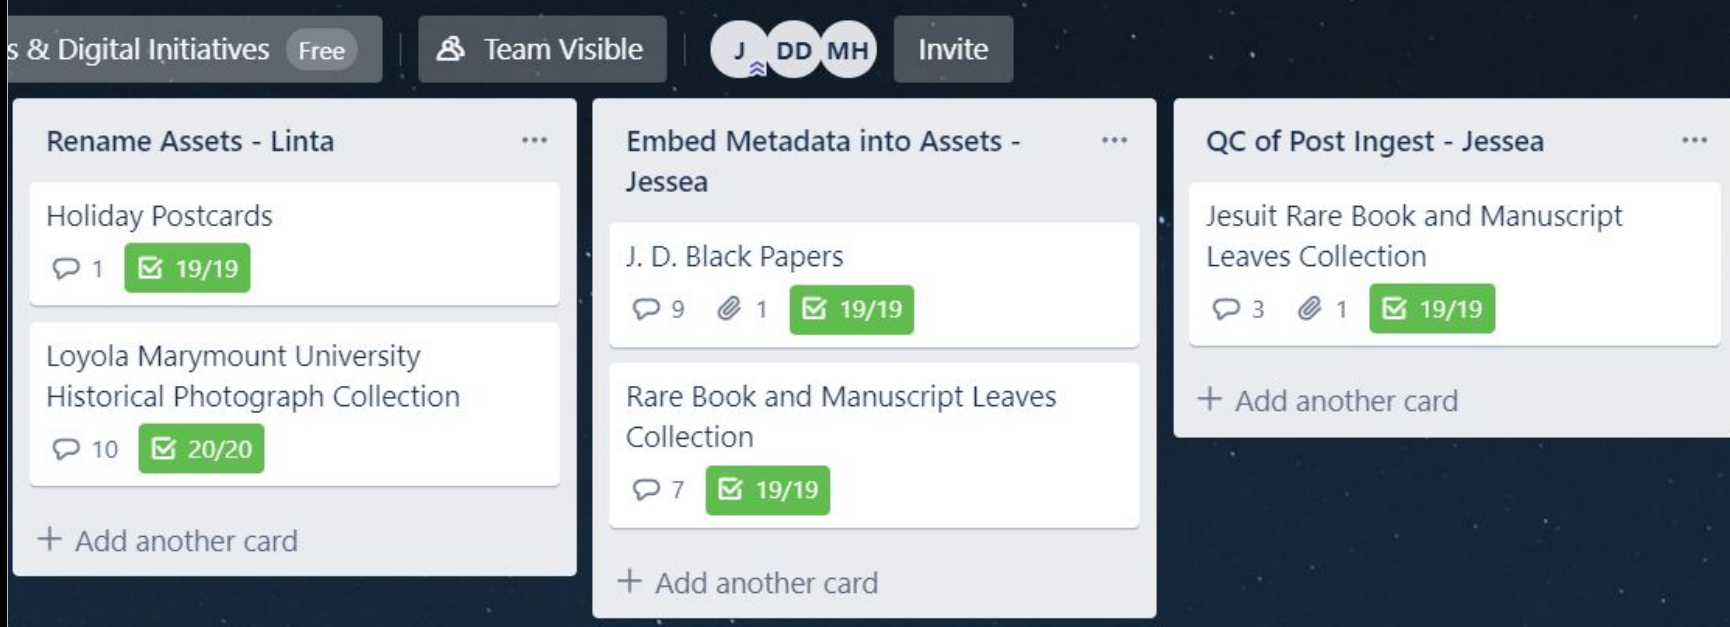 s & Digital Initiatives Free Team Visible J DD MH Invite
Rename Assets - Linta
Holiday Postcards
1 19/19
Loyola Marymount University
Historical Photograph Collection
10 20/20
+ Add another card
Embed Metadata into Assets -
Jessea
J. D. Black Papers
9 1 19/19
Rare Book and Manuscript Leaves
Collection
7 19/19
+ Add another card
QC of Post Ingest - Jessea
Jesuit Rare Book and Manuscript
Leaves Collection
3 1 19/19
+ Add another card